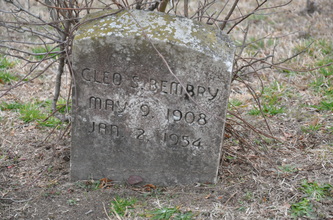 CLEO S. BEMBRY
MAY 9, 1908
JAN. 2, 1954